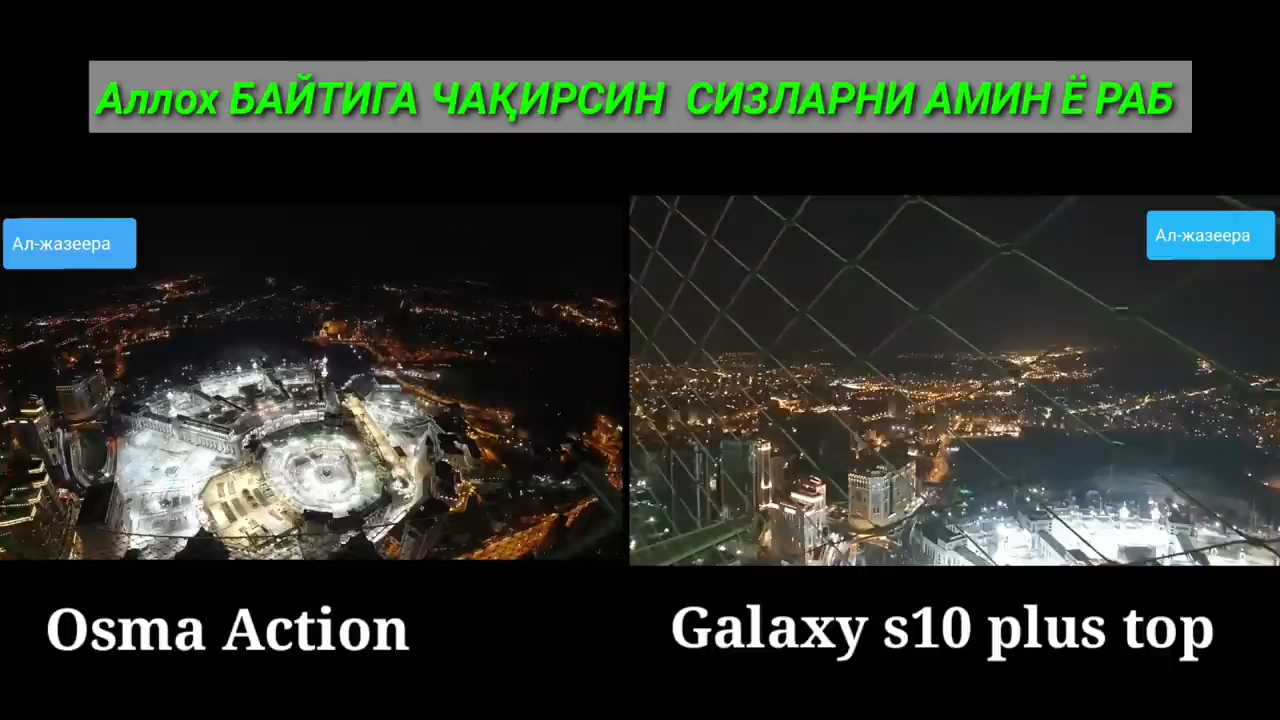 Аллох БАЙТИГА ЧАҚИРСИН СИЗЛАРНИ АМИН Ё РАБ
Ал-жазеера
Ал-жазеера
Osma Action
Galaxy s10 plus top